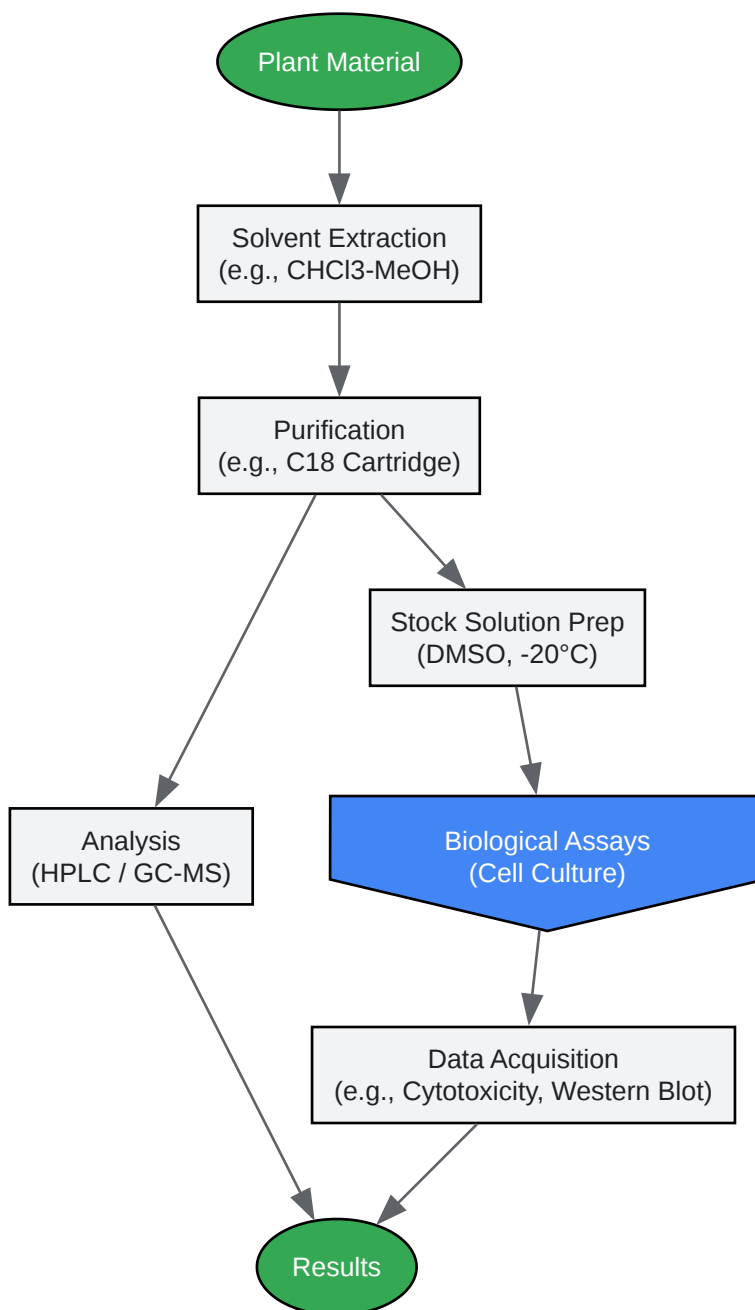 Plant Material
Solvent Extraction
(e.g., CHCl3-MeOH)
Purification
(e.g., C18 Cartridge)
Stock Solution Prep
(DMSO, -20°C)
Analysis
(HPLC / GC-MS)
Biological Assays
(Cell Culture)
Data Acquisition
(e.g., Cytotoxicity, Western Blot)
Results